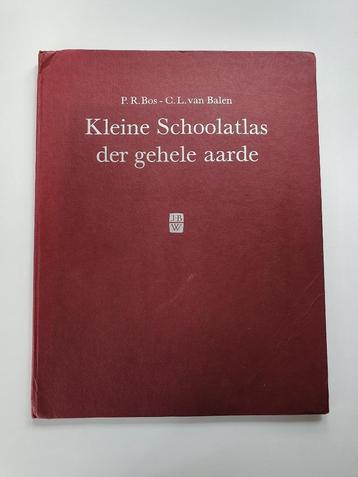 P. R. Bos - C. L. van Balen
Kleine Schoolatlas
der gehele aarde
J·B
W